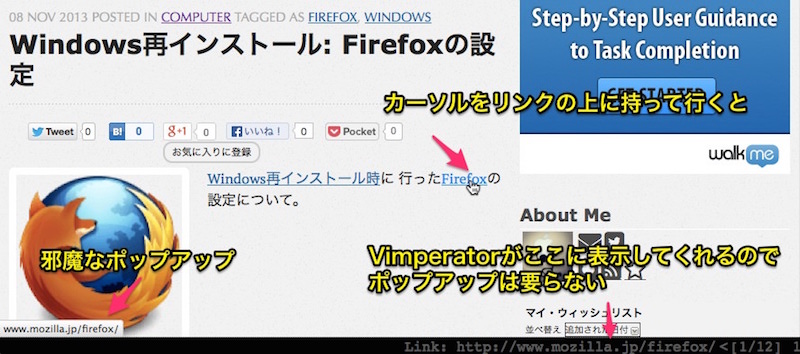 08 NOV 2013 POSTED IN COMPUTER TAGGED AS FIREFOX, WINDOWS
Windows再インストール: Firefoxの設
定
Tweet 0
B! 0
g+1 0
いいね！ 0
Pocket 0
お気に入りに登録
Windows再インストール時に 行ったFirefoxの
設定について。
カーソルをリンクの上に持って行くと
邪魔なポップアップ
Vimperatorがここに表示してくれるので
ポップアップは要らない
Step-by-Step User Guidance
to Task Completion
GET STARTED
walkme
About Me
マイ・ウィッシュリスト
並べ替え 追加された日付
www.mozilla.jp/firefox/
Link: http://www.mozilla.jp/firefox/ <[1/12] 1